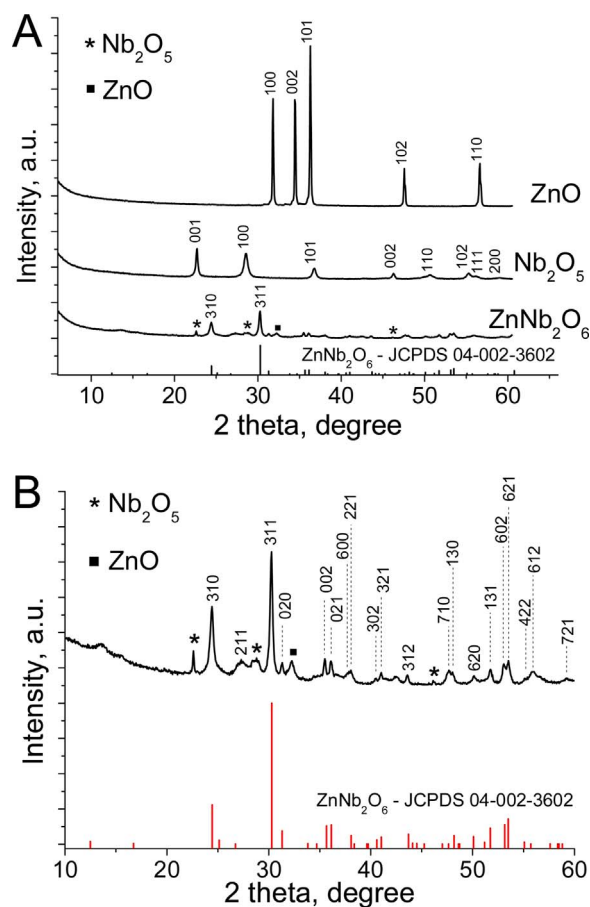 A
Intensity, a.u.
* Nb₂O₅
■ ZnO
100
002
101
102
110
ZnO
001
100
101
002
110
102
111
200
Nb₂O₅
*
310
*
311
■
*
ZnNb₂O₆
ZnNb₂O₆ - JCPDS 04-002-3602
10 20 30 40 50 60
2 theta, degree
B
Intensity, a.u.
* Nb₂O₅
■ ZnO
*
310
211
*
311
020
■
002
021
600
221
302
321
312
*
710
130
620
131
602
621
422
612
721
ZnNb₂O₆ - JCPDS 04-002-3602
10 20 30 40 50 60
2 theta, degree